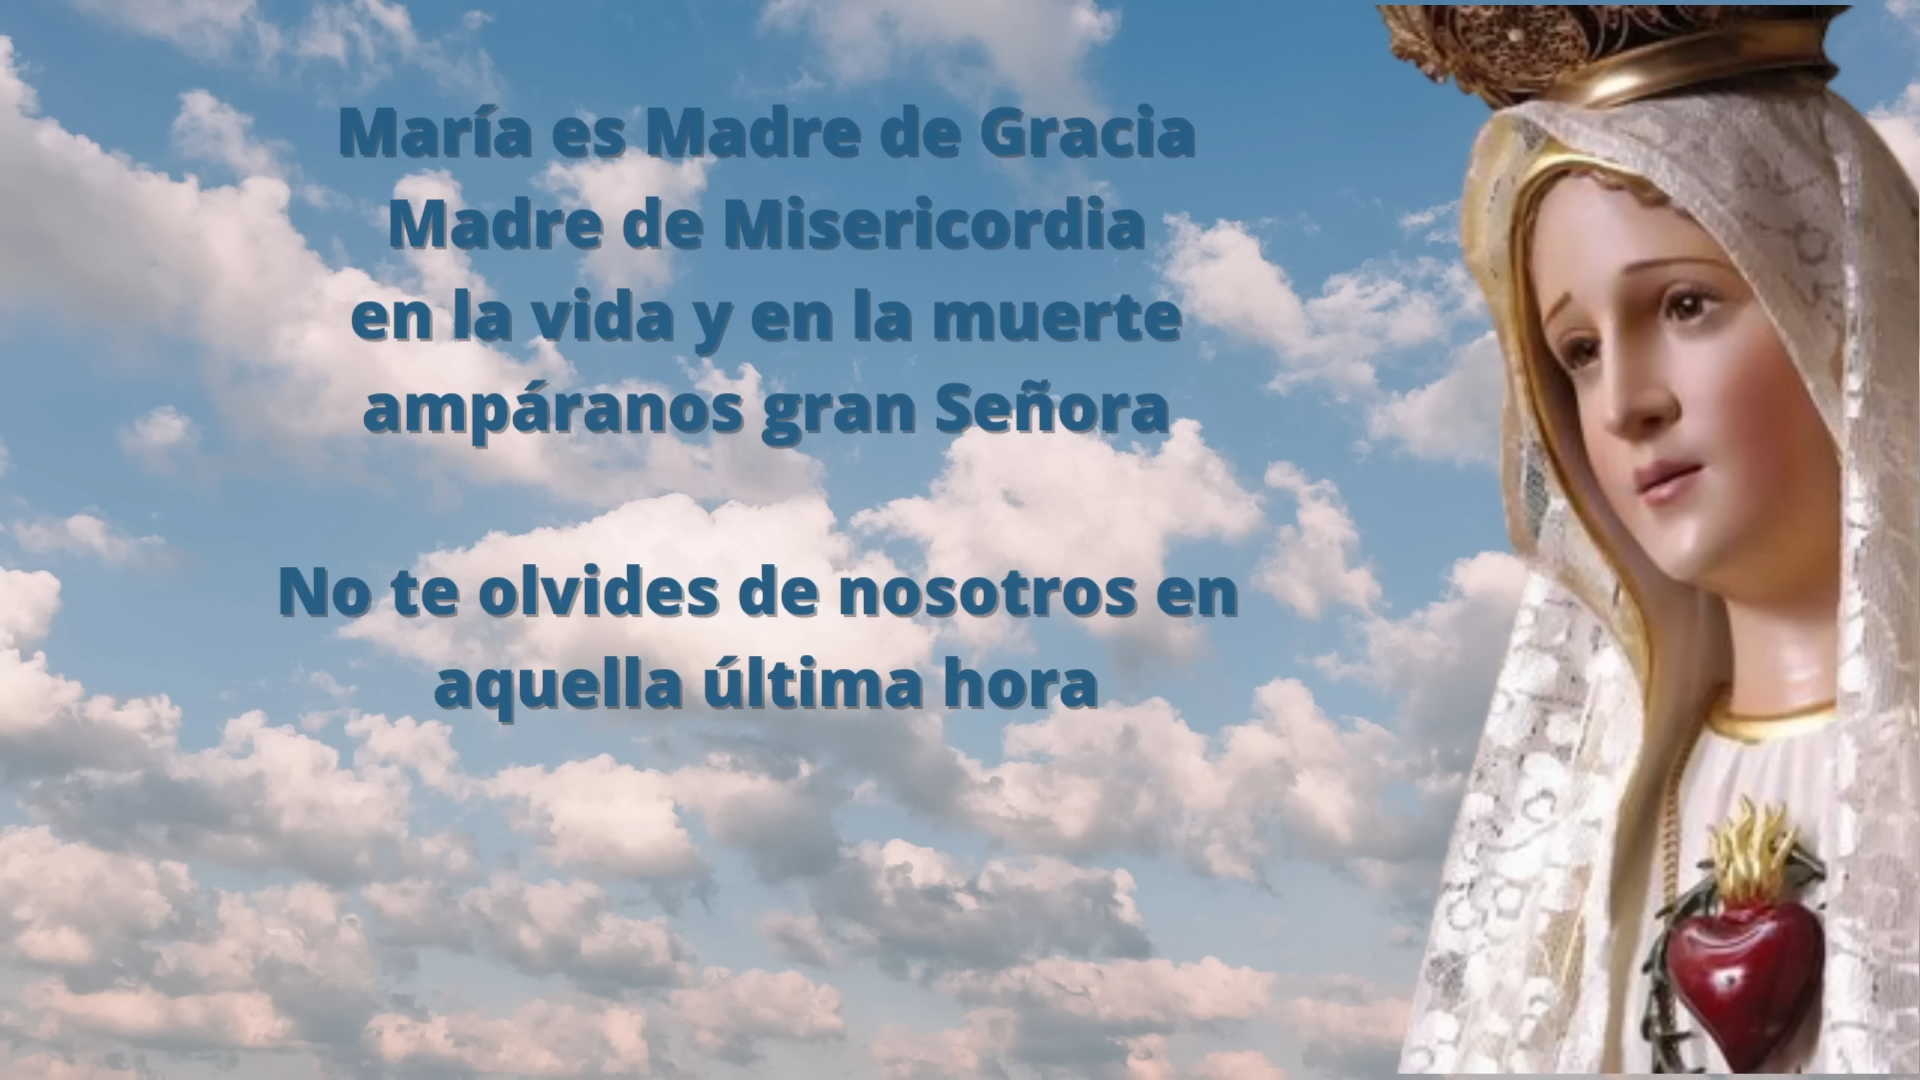 María es Madre de Gracia
Madre de Misericordia
en la vida y en la muerte
ampáranos gran Señora
No te olvides de nosotros en
aquella última hora